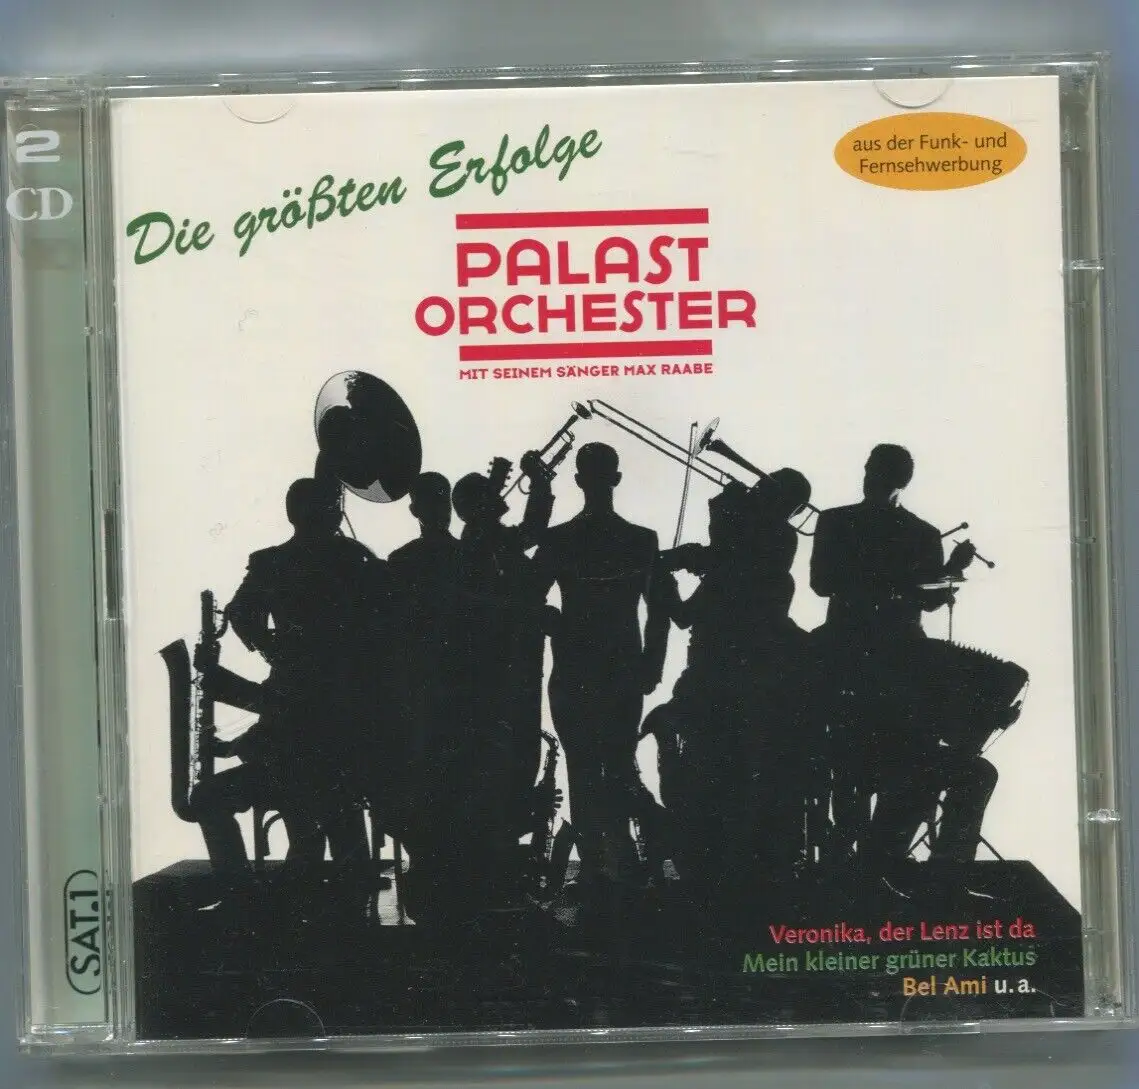 2
CD
Die größten Erfolge
aus der Funk- und
Fernsehwerbung
PALAST
ORCHESTER
MIT SEINEM SÄNGER MAX RAABE
SAT.1
Veronika, der Lenz ist da
Mein kleiner grüner Kaktus
Bel Ami u. a.